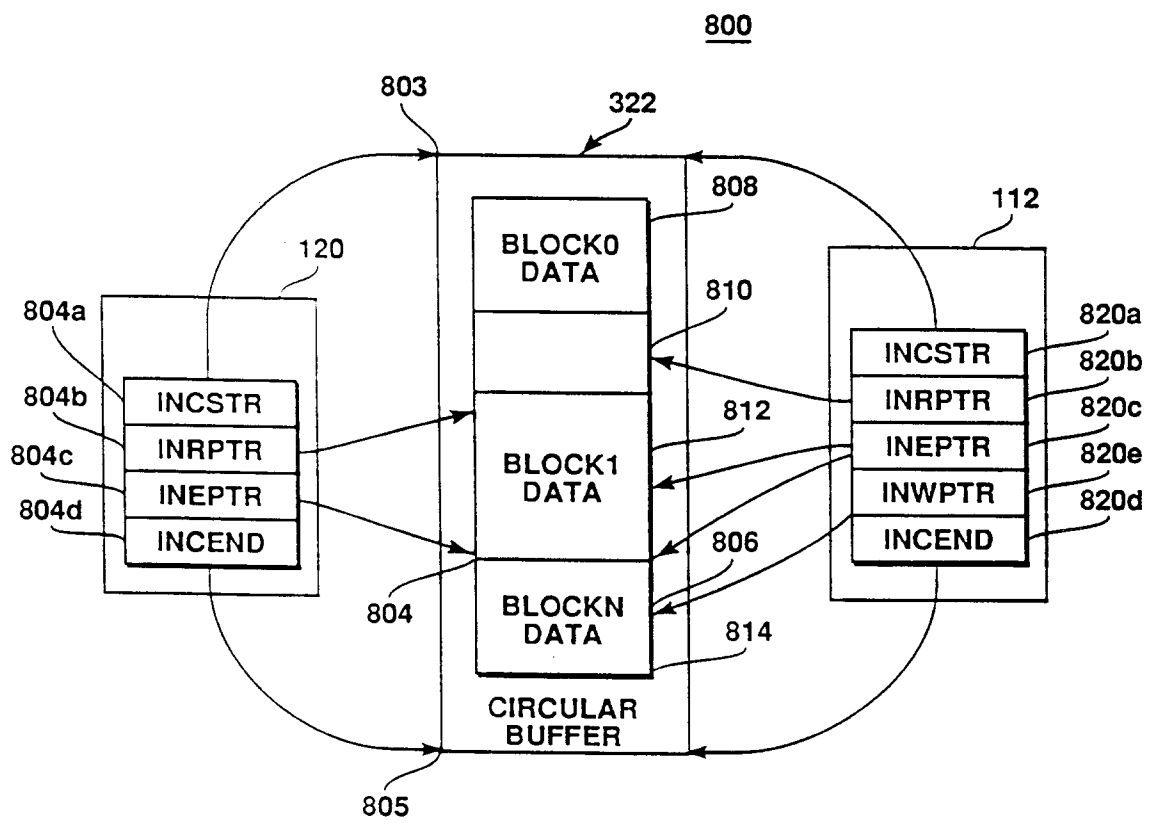 800
803
322
808
BLOCK0
DATA
112
120
810
804a
820a
INCSTR
820b
INCSTR
804b
INRPTR
820c
INRPTR
812
804c
INEPTR
820e
BLOCK1
DATA
INEPTR
804d
INWPTR
820d
INCEND
INCEND
806
804
BLOCKN
DATA
814
CIRCULAR
BUFFER
805